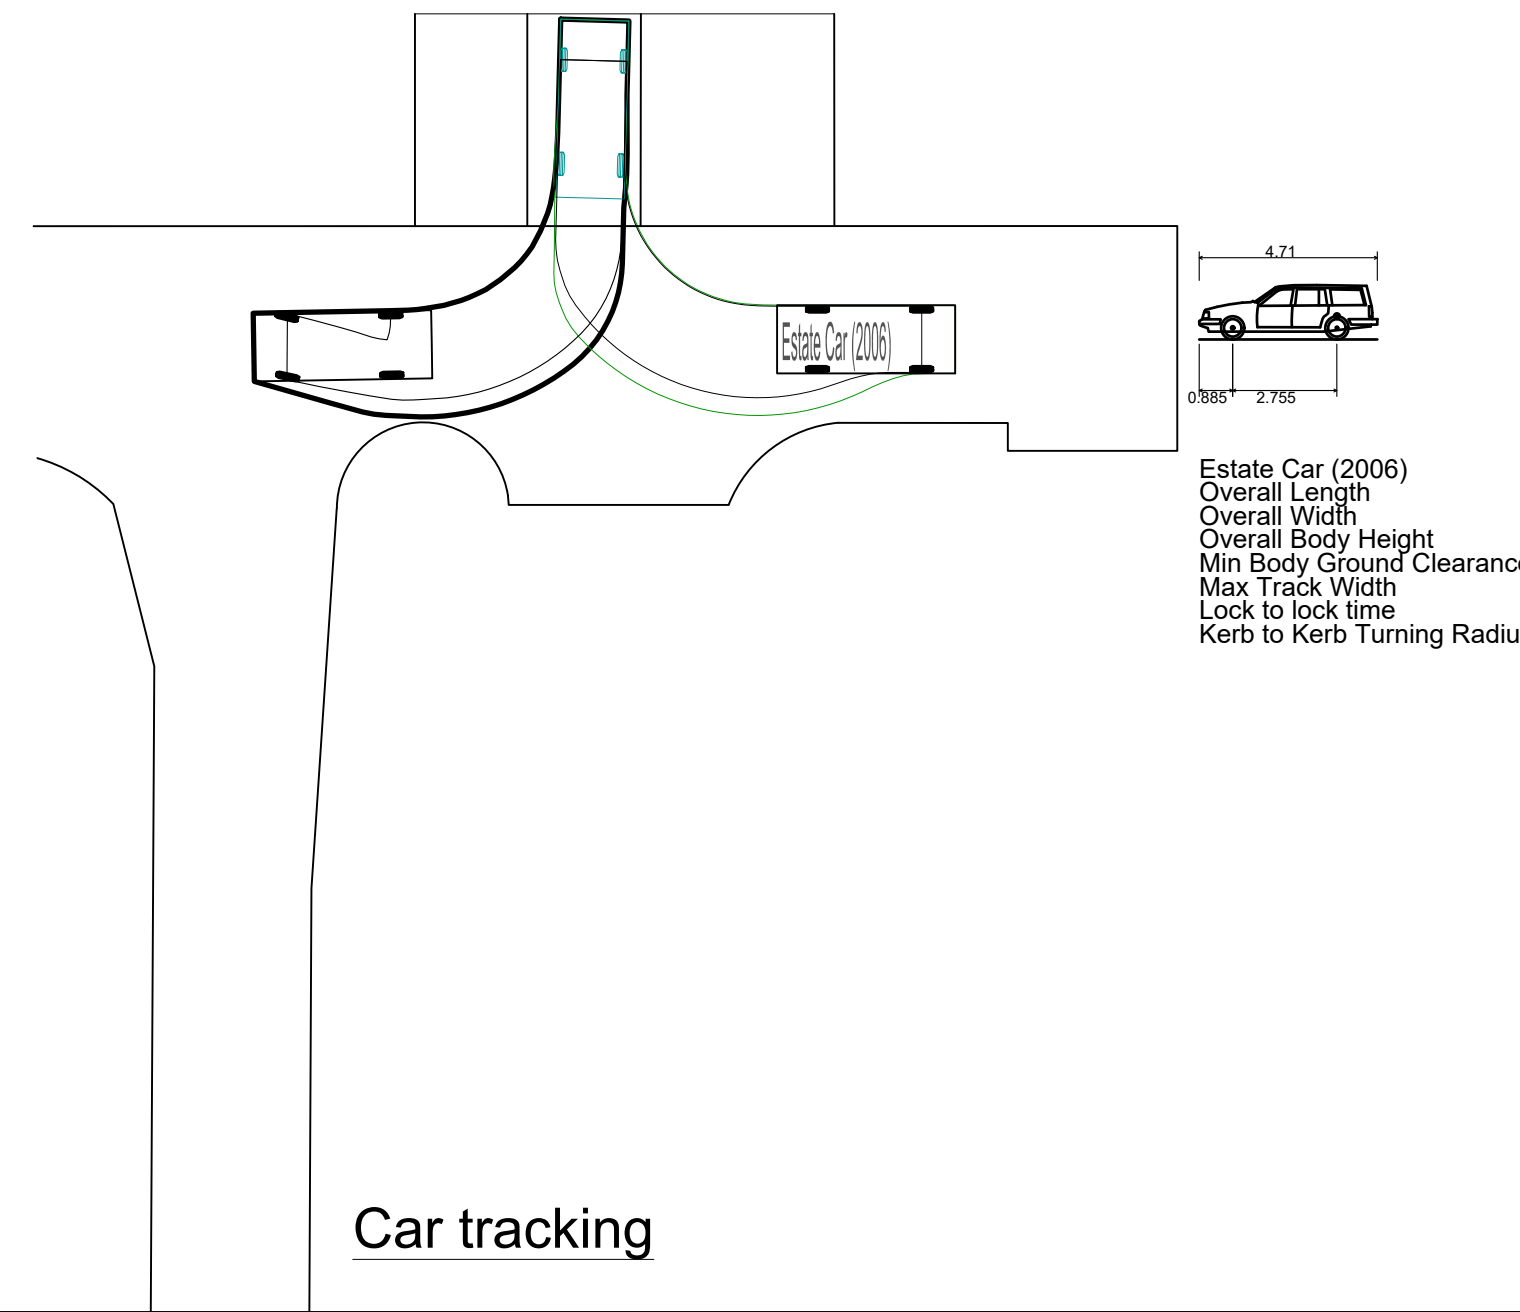 4.71
Estate Car (2006)
0.885
2.755
Estate Car (2006)
Overall Length
Overall Width
Overall Body Height
Min Body Ground Clearance
Max Track Width
Lock to lock time
Kerb to Kerb Turning Radiu
Car tracking